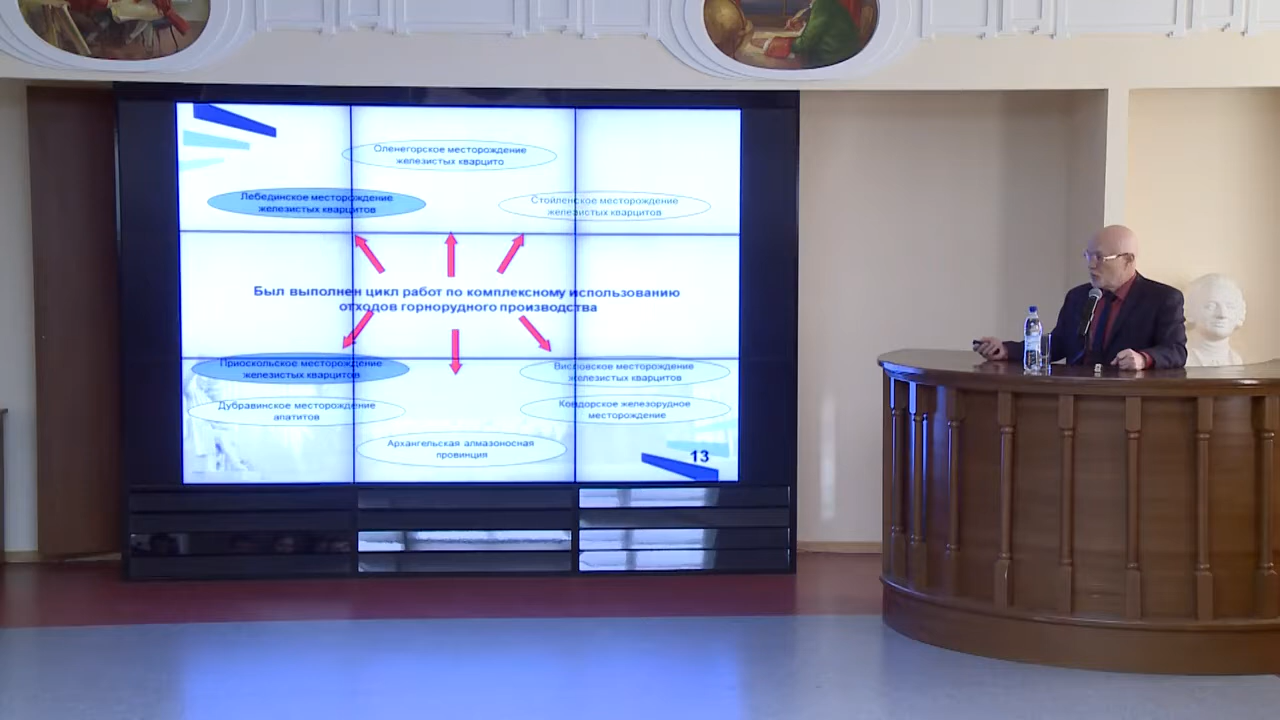 Оленегорское месторождение
железистых кварцито
Лебединское месторождение
железистых кварцитов
Стойленское месторождение
железистых кварцитов
Был выполнен цикл работ по комплексному использованию
отходов горнорудного производства
Приоскольское месторождение
железистых кварцитов
Висловское месторождение
железистых кварцитов
Дубравинское месторождение
апатитов
Ковдорское железорудное
месторождение
Архангельская алмазоносная
провинция
13